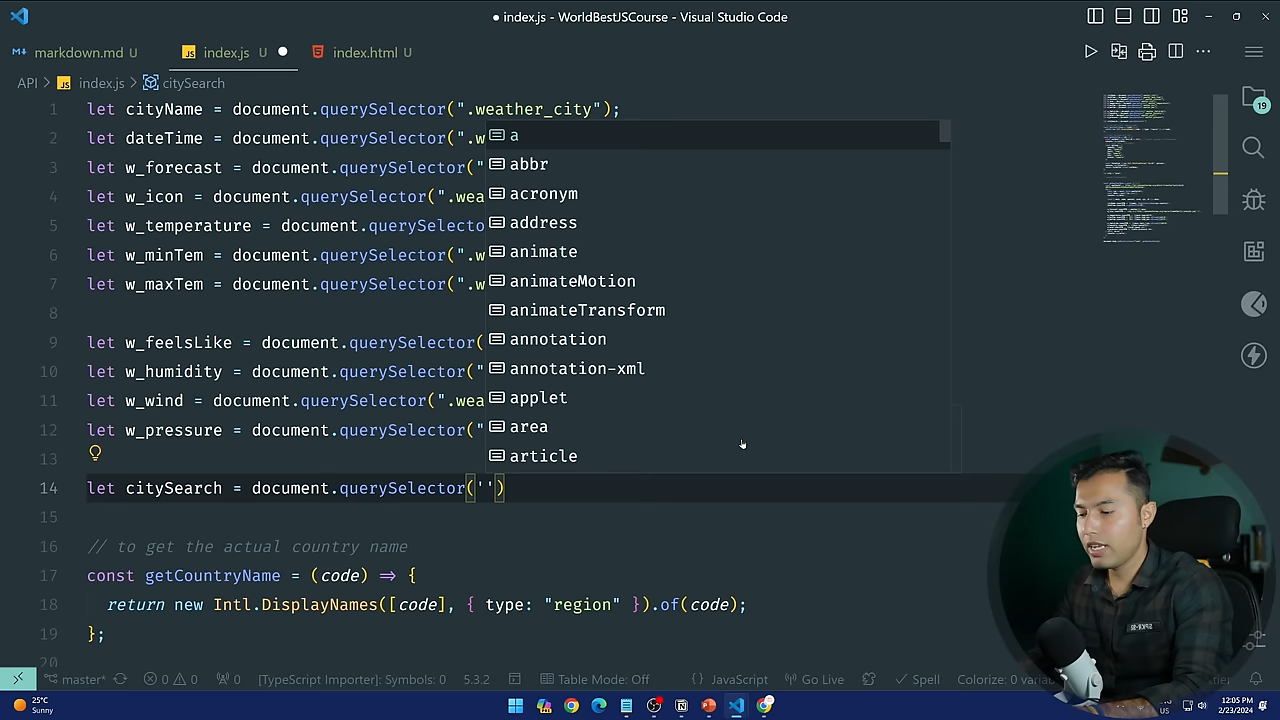 index.js - WorldBestJSCourse - Visual Studio Code
markdown.md U
JS index.js U
index.html U
API > JS index.js > citySearch
1 let cityName = document.querySelector(".weather_city");
2 let dateTime = document.querySelector(".w
3 let w_forecast = document.querySelector("
4 let w_icon = document.querySelector(".wea
5 let w_temperature = document.querySelecto
6 let w_minTem = document.querySelector(".w
7 let w_maxTem = document.querySelector(".w
8
9 let w_feelsLike = document.querySelector(
10 let w_humidity = document.querySelector("
11 let w_wind = document.querySelector(".wea
12 let w_pressure = document.querySelector("
13
14 let citySearch = document.querySelector('')
15
16 // to get the actual country name
17 const getCountryName = (code) ⇒ {
18 return new Intl.DisplayNames([code], { type: "region" }).of(code);
19 };
20
a
abbr
acronym
address
animate
animateMotion
animateTransform
annotation
annotation-xml
applet
area
article
19
master*
0 0
0
[TypeScript Importer]: Symbols: 0
5.3.2
Table Mode: Off
{} JavaScript
Go Live
Spell
Colorize: 0
25°C
Sunny
12:05 PM
2/23/2024